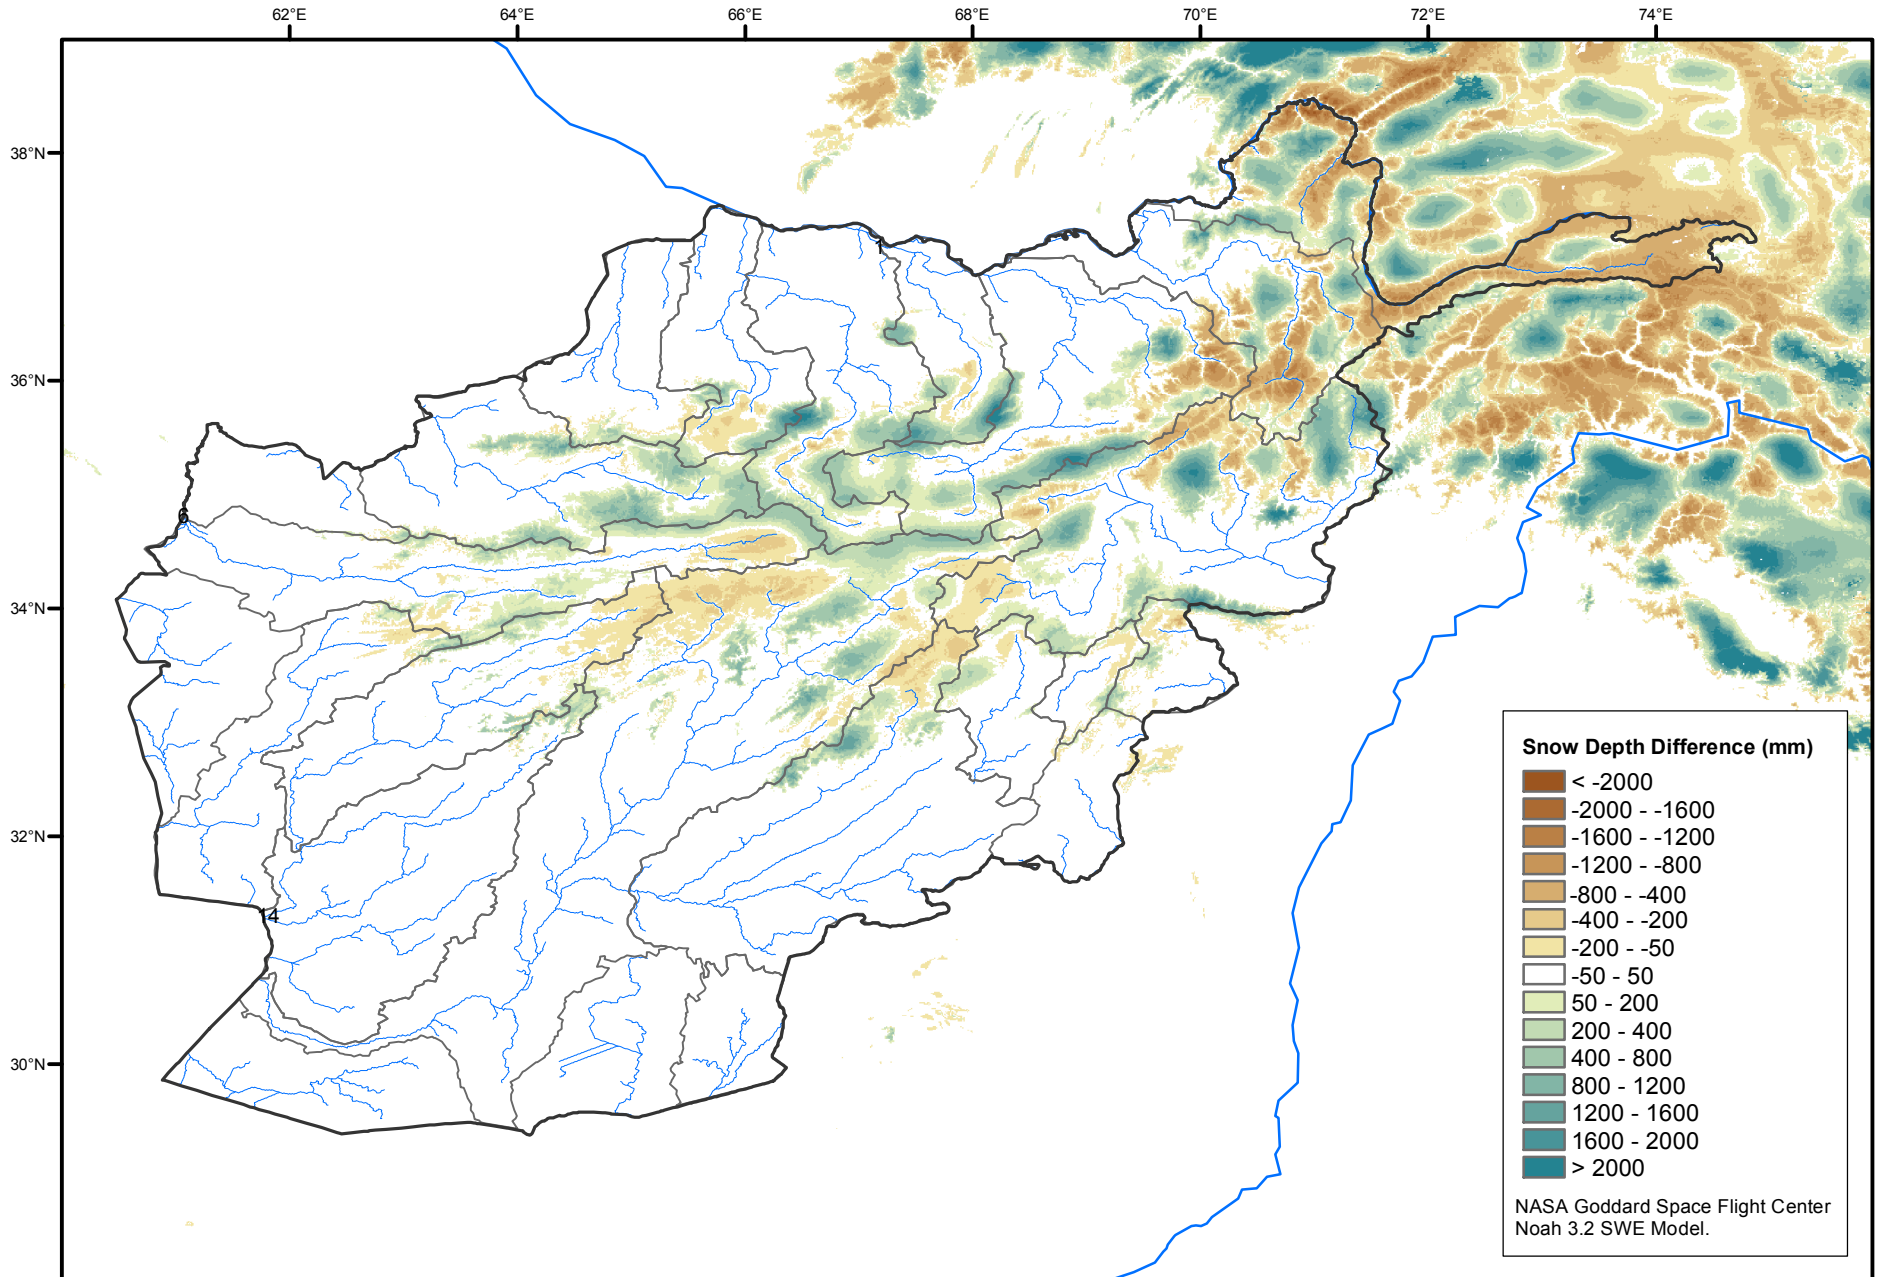 62°E 64°E 66°E 68°E 70°E 72°E 74°E
38°N
1
36°N
6
34°N
32°N
14
30°N
Snow Depth Difference (mm)
< -2000
-2000 - -1600
-1600 - -1200
-1200 - -800
-800 - -400
-400 - -200
-200 - -50
-50 - 50
50 - 200
200 - 400
400 - 800
800 - 1200
1200 - 1600
1600 - 2000
> 2000
NASA Goddard Space Flight Center
Noah 3.2 SWE Model.